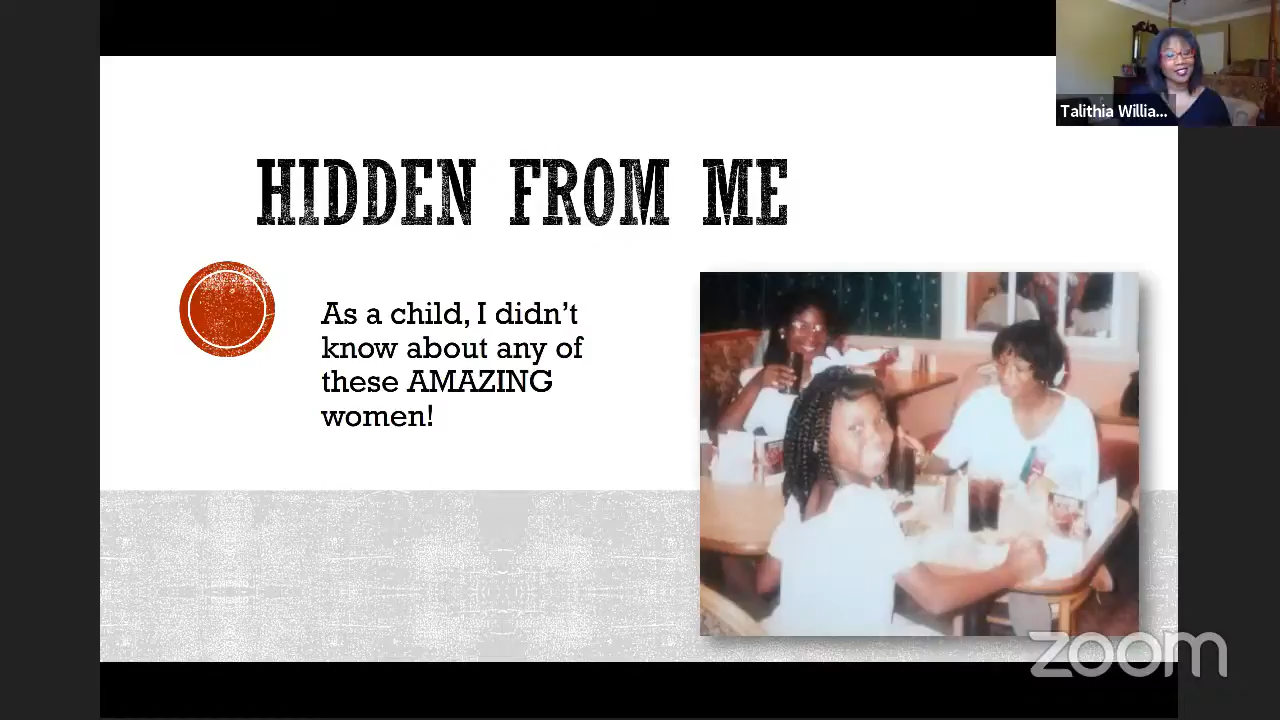 Talithia Willia...
HIDDEN FROM ME
As a child, I didn't
know about any of
these AMAZING
women!
zoom